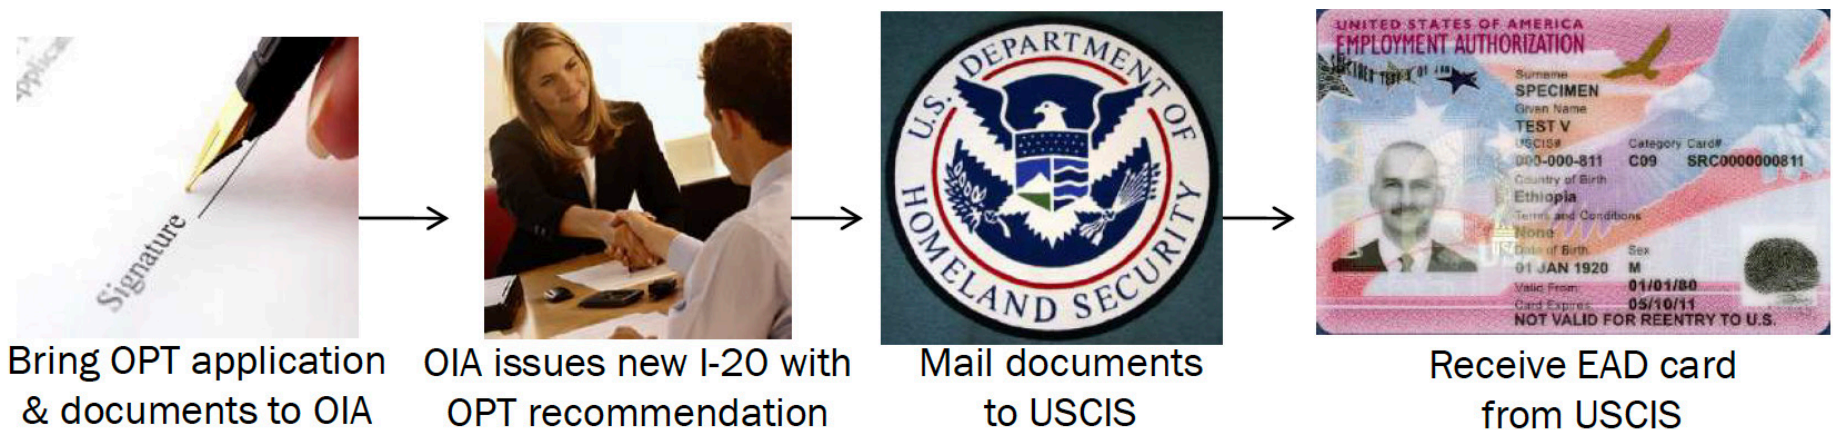 Applica
Signature
Bring OPT application
& documents to OIA
OIA issues new I-20 with
OPT recommendation
U.S. DEPARTMENT OF
HOMELAND SECURITY
Mail documents
to USCIS
UNITED STATES OF AMERICA
EMPLOYMENT AUTHORIZATION
Surname
SPECIMEN
Given Name
TEST V
USCIS# Category Card#
000-000-811 C09 SRC0000000811
Country of Birth
Ethiopia
Terms and Conditions
None
Date of Birth Sex
01 JAN 1920 M
Valid From: 01/01/80
Card Expires: 05/10/11
NOT VALID FOR REENTRY TO U.S.
Receive EAD card
from USCIS